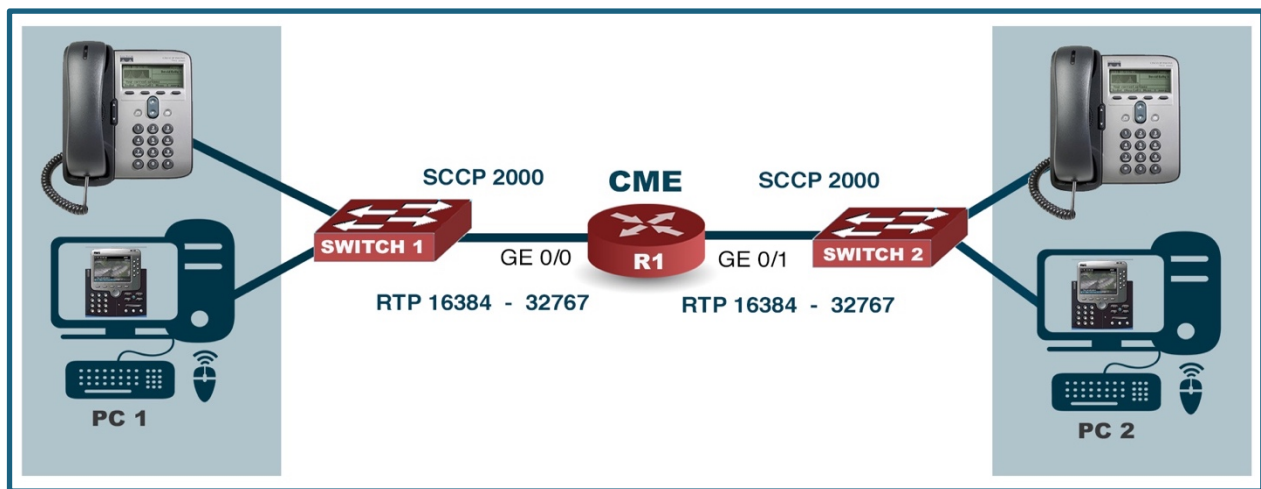 SCCP 2000
CME
SCCP 2000
SWITCH 1
GE 0/0
R1
GE 0/1
SWITCH 2
RTP 16384 - 32767
RTP 16384 - 32767
PC 1
PC 2